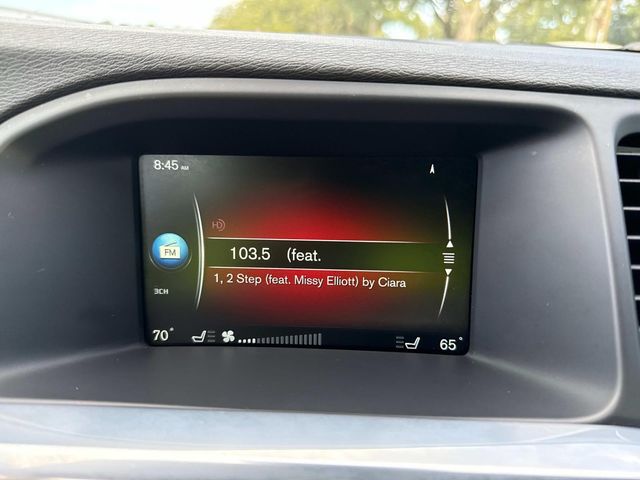 8:45 AM
HD
103.5 (feat.
FM
1, 2 Step (feat. Missy Elliott) by Ciara
3CH
70°
65°